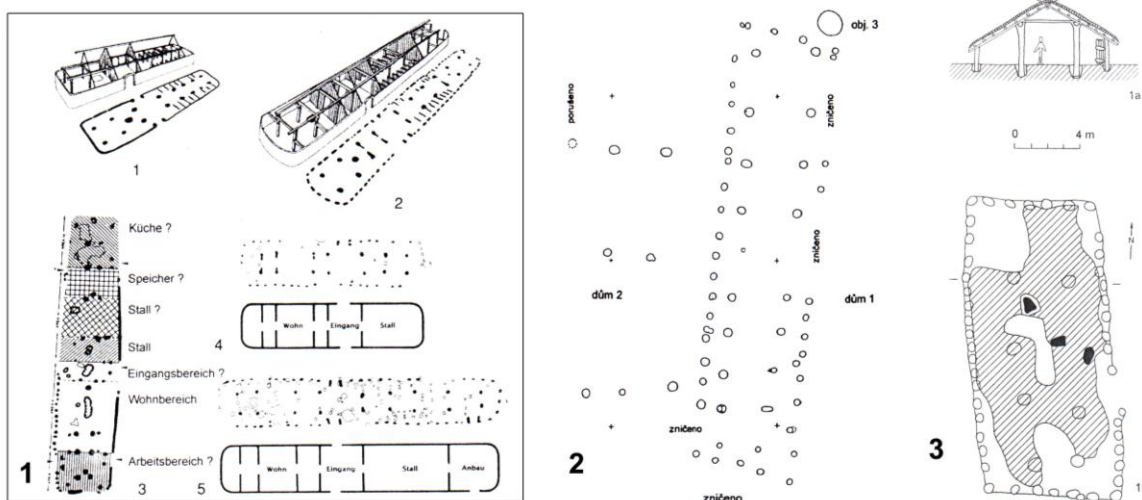 1
2
Küche ?
Speicher ?
Stall ?
Stall
Eingangsbereich ?
Wohnbereich
Arbeitsbereich ?
1
3
4
Wohn Eingang Stall
5
Wohn Eingang Stall Anbau
obj. 3
porušeno
zničeno
zničeno
dům 2
dům 1
zničeno
zničeno
2
1a
0 4 m
N
3
1